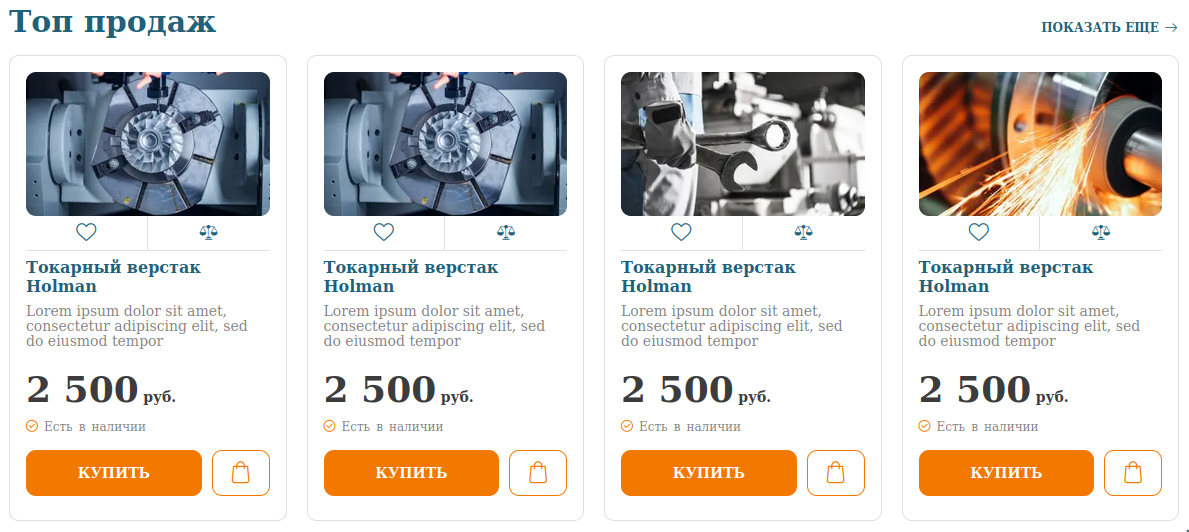 Топ продаж
ПОКАЗАТЬ ЕЩЕ →
Токарный верстак
Holman
Lorem ipsum dolor sit amet,
consectetur adipiscing elit, sed
do eiusmod tempor
2 500 руб.
Есть в наличии
КУПИТЬ
Токарный верстак
Holman
Lorem ipsum dolor sit amet,
consectetur adipiscing elit, sed
do eiusmod tempor
2 500 руб.
Есть в наличии
КУПИТЬ
Токарный верстак
Holman
Lorem ipsum dolor sit amet,
consectetur adipiscing elit, sed
do eiusmod tempor
2 500 руб.
Есть в наличии
КУПИТЬ
Токарный верстак
Holman
Lorem ipsum dolor sit amet,
consectetur adipiscing elit, sed
do eiusmod tempor
2 500 руб.
Есть в наличии
КУПИТЬ